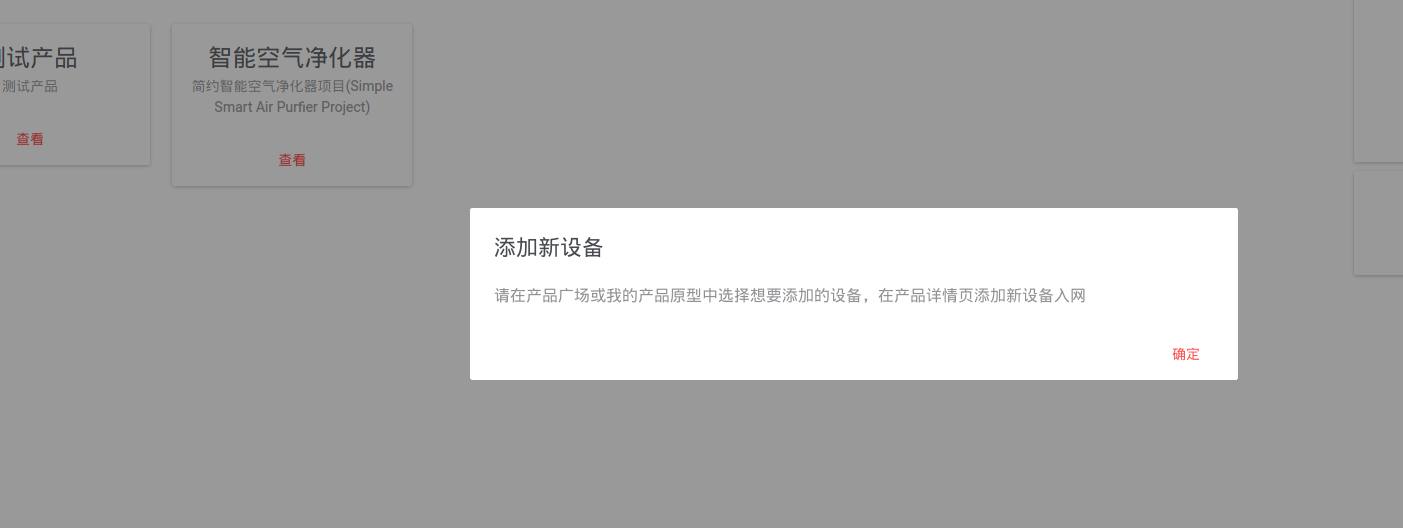 测试产品
测试产品
查看
智能空气净化器
简约智能空气净化器项目(Simple
Smart Air Purfier Project)
查看
添加新设备
请在产品广场或我的产品原型中选择想要添加的设备，在产品详情页添加新设备入网
确定